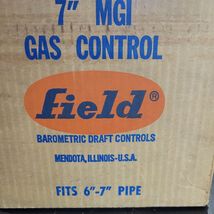 7" MGI
GAS CONTROL
field®
BAROMETRIC DRAFT CONTROLS
MENDOTA, ILLINOIS-U.S.A.
FITS 6"-7" PIPE